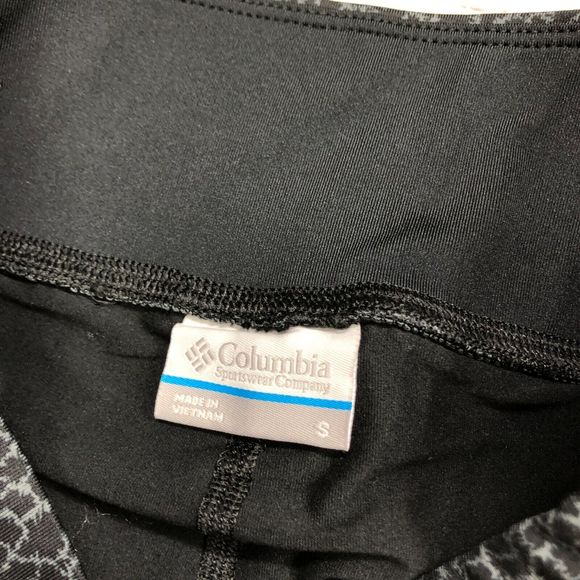 Columbia
Sportswear Company
MADE IN
VIETNAM
S